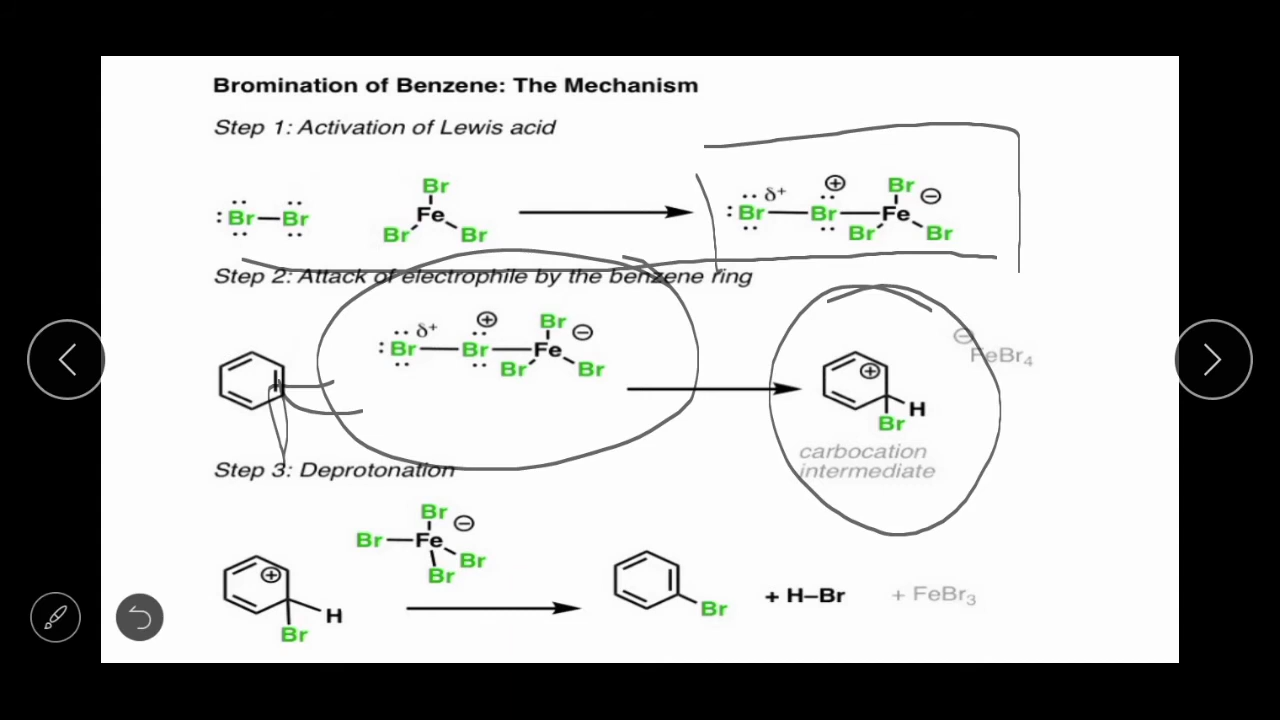 Bromination of Benzene: The Mechanism
Step 1: Activation of Lewis acid
:Br—Br
Br
Fe
Br Br
:Br δ+ — Br ⊕ — Fe ⊖
Br
Br Br
Step 2: Attack of electrophile by the benzene ring
:Br δ+ — Br ⊕ — Fe ⊖
Br
Br Br
⊕
H
Br
⊖
FeBr4
carbocation
intermediate
Step 3: Deprotonation
⊕
H
Br
Br ⊖
Br—Fe
Br
Br
Br
+ H–Br
+ FeBr3